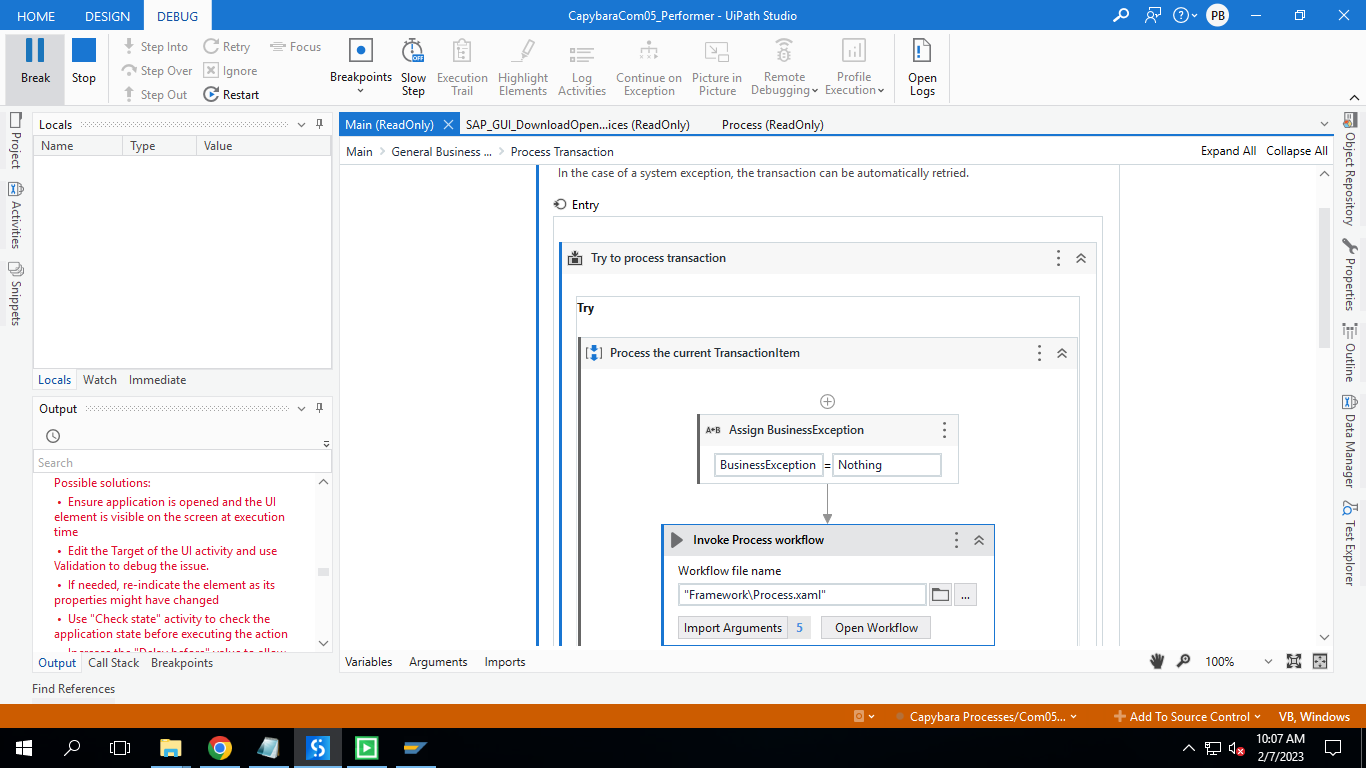 HOME DESIGN DEBUG CapybaraCom05_Performer - UiPath Studio PB
Break
Stop
Step Into
Step Over
Step Out
Retry
Ignore
Restart
Focus
Breakpoints
Slow
Step
OFF
Execution
Trail
Highlight
Elements
Log
Activities
Continue on
Exception
Picture in
Picture
Remote
Debugging
Profile
Execution
Open
Logs
Project
Activities
Snippets
Locals
Name Type Value
Locals Watch Immediate
Output
Search
Possible solutions:
• Ensure application is opened and the UI
element is visible on the screen at execution
time
• Edit the Target of the UI activity and use
Validation to debug the issue.
• If needed, re-indicate the element as its
properties might have changed
• Use "Check state" activity to check the
application state before executing the action
Output Call Stack Breakpoints
Find References
Main (ReadOnly) SAP_GUI_DownloadOpen...ices (ReadOnly) Process (ReadOnly)
Main General Business ... Process Transaction Expand All Collapse All
In the case of a system exception, the transaction can be automatically retried.
Entry
Try to process transaction
Try
Process the current TransactionItem
A*B Assign BusinessException
BusinessException = Nothing
Invoke Process workflow
Workflow file name
"Framework\Process.xaml" ...
Import Arguments 5 Open Workflow
Variables Arguments Imports 100%
Object Repository
Properties
Outline
Data Manager
Test Explorer
Capybara Processes/Com05... Add To Source Control VB, Windows
10:07 AM
2/7/2023